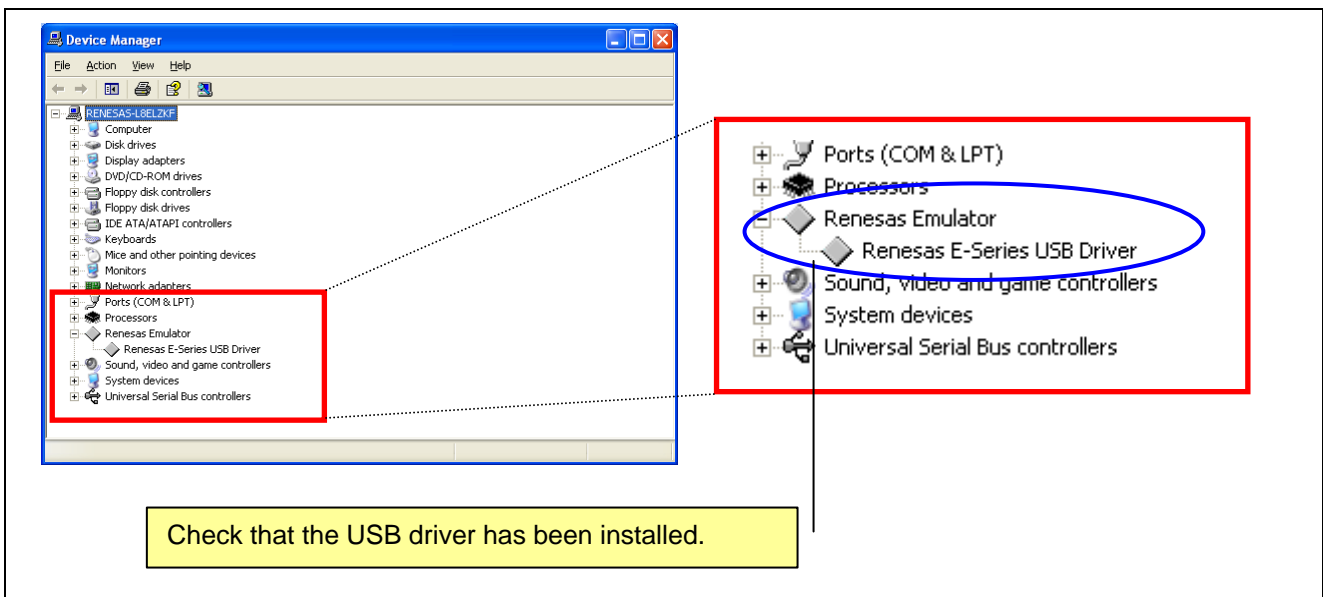 Device Manager
File Action View Help
RENESAS-L8ELZKF
Computer
Disk drives
Display adapters
DVD/CD-ROM drives
Floppy disk controllers
Floppy disk drives
IDE ATA/ATAPI controllers
Keyboards
Mice and other pointing devices
Monitors
Network adapters
Ports (COM & LPT)
Processors
Renesas Emulator
Renesas E-Series USB Driver
Sound, video and game controllers
System devices
Universal Serial Bus controllers
Ports (COM & LPT)
Processors
Renesas Emulator
Renesas E-Series USB Driver
Sound, video and game controllers
System devices
Universal Serial Bus controllers
Check that the USB driver has been installed.